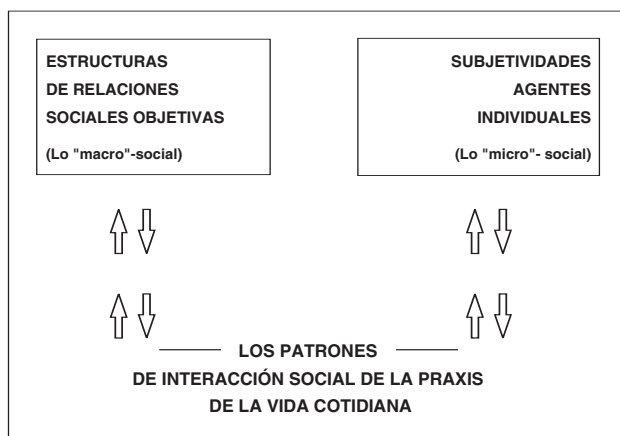 ESTRUCTURAS
DE RELACIONES
SOCIALES OBJETIVAS
(Lo "macro"-social)
SUBJETIVIDADES
AGENTES
INDIVIDUALES
(Lo "micro"- social)
LOS PATRONES
DE INTERACCIÓN SOCIAL DE LA PRAXIS
DE LA VIDA COTIDIANA